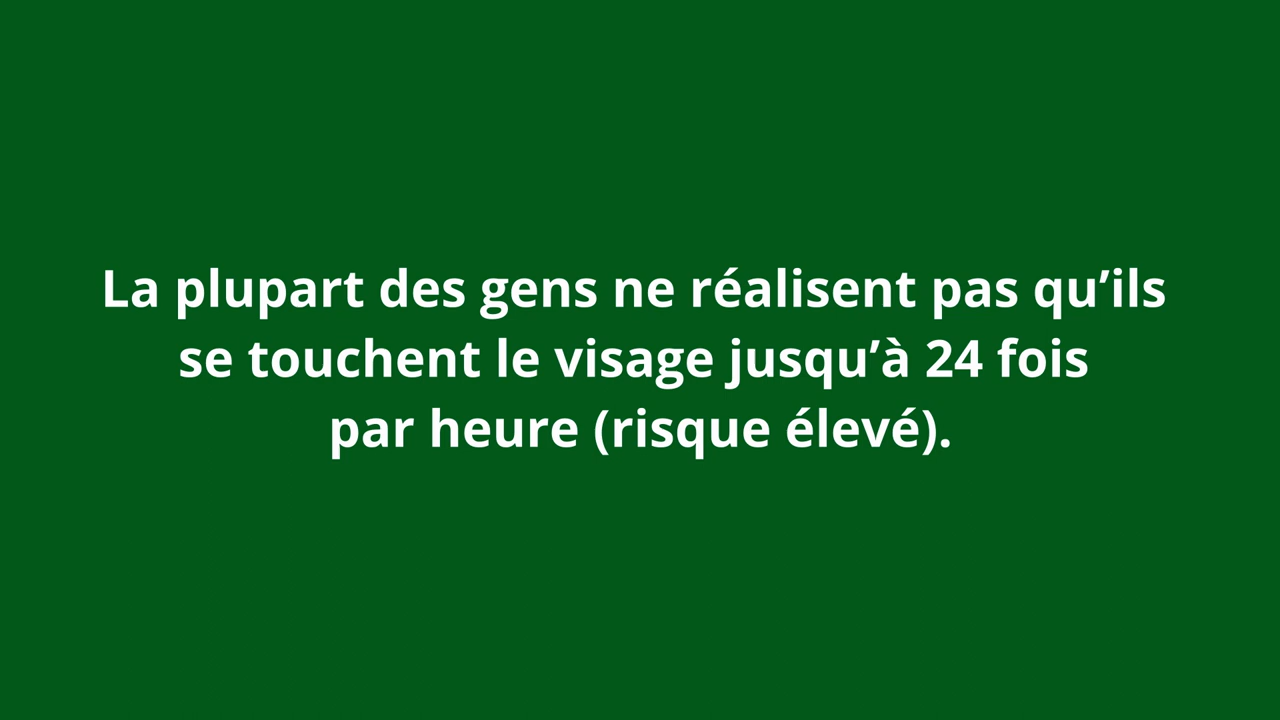 La plupart des gens ne réalisent pas qu’ils
se touchent le visage jusqu’à 24 fois
par heure (risque élevé).